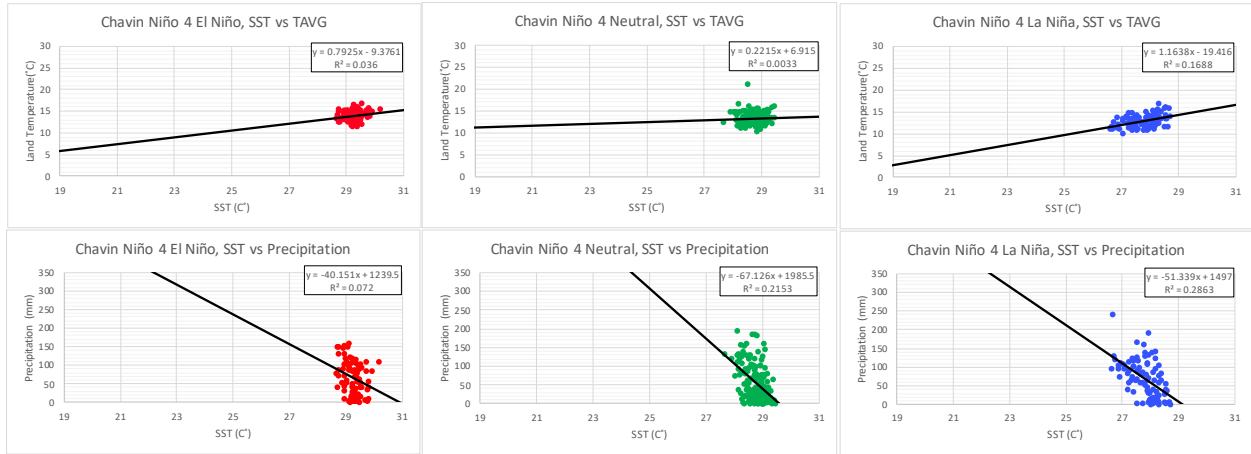 Chavin Niño 4 El Niño, SST vs TAVG
y = 0.7925x - 9.3761
R² = 0.036
Land Temperature(˚C)
30
25
20
15
10
5
0
19 21 23 25 27 29 31
SST (C˚)
Chavin Niño 4 Neutral, SST vs TAVG
y = 0.2215x + 6.915
R² = 0.0033
Land Temperature(˚C)
30
25
20
15
10
5
0
19 21 23 25 27 29 31
SST (C˚)
Chavin Niño 4 La Niña, SST vs TAVG
y = 1.1638x - 19.416
R² = 0.1688
Land Temperature(˚C)
30
25
20
15
10
5
0
19 21 23 25 27 29 31
SST (C˚)
Chavin Niño 4 El Niño, SST vs Precipitation
y = -40.151x + 1239.5
R² = 0.072
Precipitation (mm)
350
300
250
200
150
100
50
0
19 21 23 25 27 29 31
SST (C˚)
Chavin Niño 4 Neutral, SST vs Precipitation
y = -67.126x + 1985.5
R² = 0.2153
Precipitation (mm)
350
300
250
200
150
100
50
0
19 21 23 25 27 29 31
SST (C˚)
Chavin Niño 4 La Niña, SST vs Precipitation
y = -51.339x + 1497
R² = 0.2863
Precipitation (mm)
350
300
250
200
150
100
50
0
19 21 23 25 27 29 31
SST (C˚)